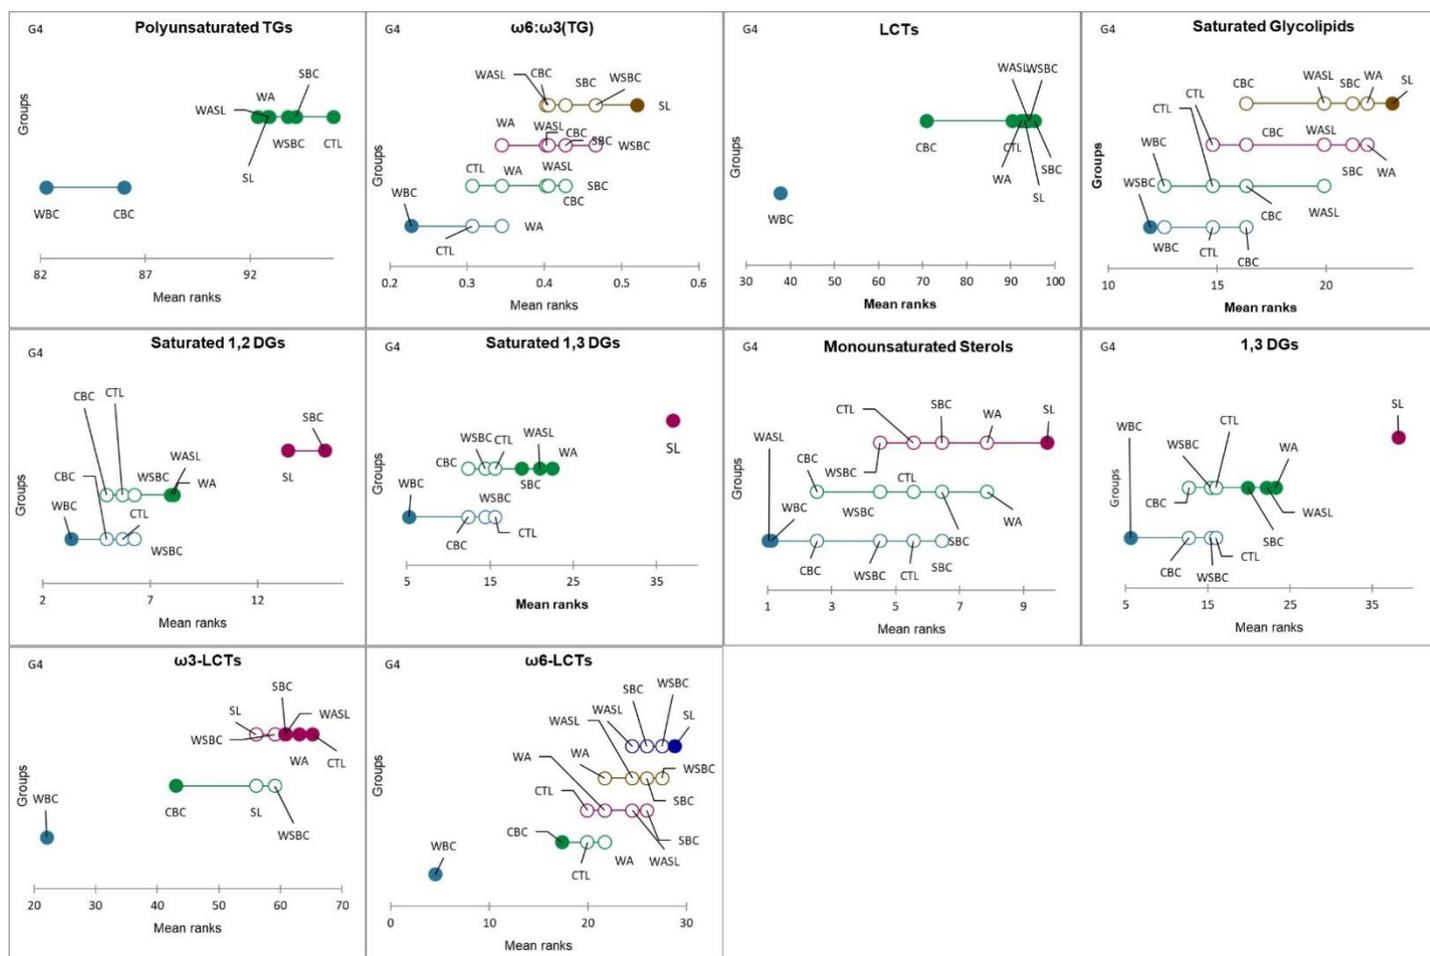 G4
Polyunsaturated TGs
SBC
WA
WASL
WSBC
CTL
SL
WBC
CBC
Groups
82
87
92
Mean ranks
G4
ω6:ω3(TG)
WASL
CBC
SBC
WSBC
SL
WA
WASL
CBC
SBC
WSBC
CTL
WA
WASL
SBC
CBC
WBC
CTL
WA
Groups
0.2
0.3
0.4
0.5
0.6
Mean ranks
G4
LCTs
WASL
WSBC
CBC
CTL
WA
SBC
SL
WBC
Groups
30
40
50
60
70
80
90
100
Mean ranks
G4
Saturated Glycolipids
CBC
WASL
SBC
WA
SL
CTL
CTL
CBC
WASL
SBC
WA
WBC
WSBC
CBC
WASL
WBC
CTL
CBC
Groups
10
15
20
Mean ranks
G4
Saturated 1,2 DGs
CBC
CTL
SBC
SL
WASL
WSBC
WA
CBC
WBC
CTL
WSBC
Groups
2
7
12
Mean ranks
G4
Saturated 1,3 DGs
SL
WSBC
CTL
WASL
CBC
WA
SBC
WBC
WSBC
CBC
CTL
Groups
5
15
25
35
Mean ranks
G4
Monounsaturated Sterols
CTL
SBC
WA
SL
WASL
CBC
WSBC
CTL
WSBC
WBC
WA
SBC
CBC
WSBC
CTL
SBC
Groups
1
3
5
7
9
Mean ranks
G4
1,3 DGs
SL
WBC
CTL
WSBC
WA
CBC
WASL
SBC
CTL
CBC
WSBC
Groups
5
15
25
35
Mean ranks
G4
ω3-LCTs
SBC
SL
WASL
WSBC
WA
CTL
CBC
SL
WSBC
WBC
Groups
20
30
40
50
60
70
Mean ranks
G4
ω6-LCTs
WSBC
SBC
WASL
SL
WASL
WA
WA
WSBC
CTL
SBC
CBC
SBC
WA
WASL
CTL
WBC
Groups
0
10
20
30
Mean ranks